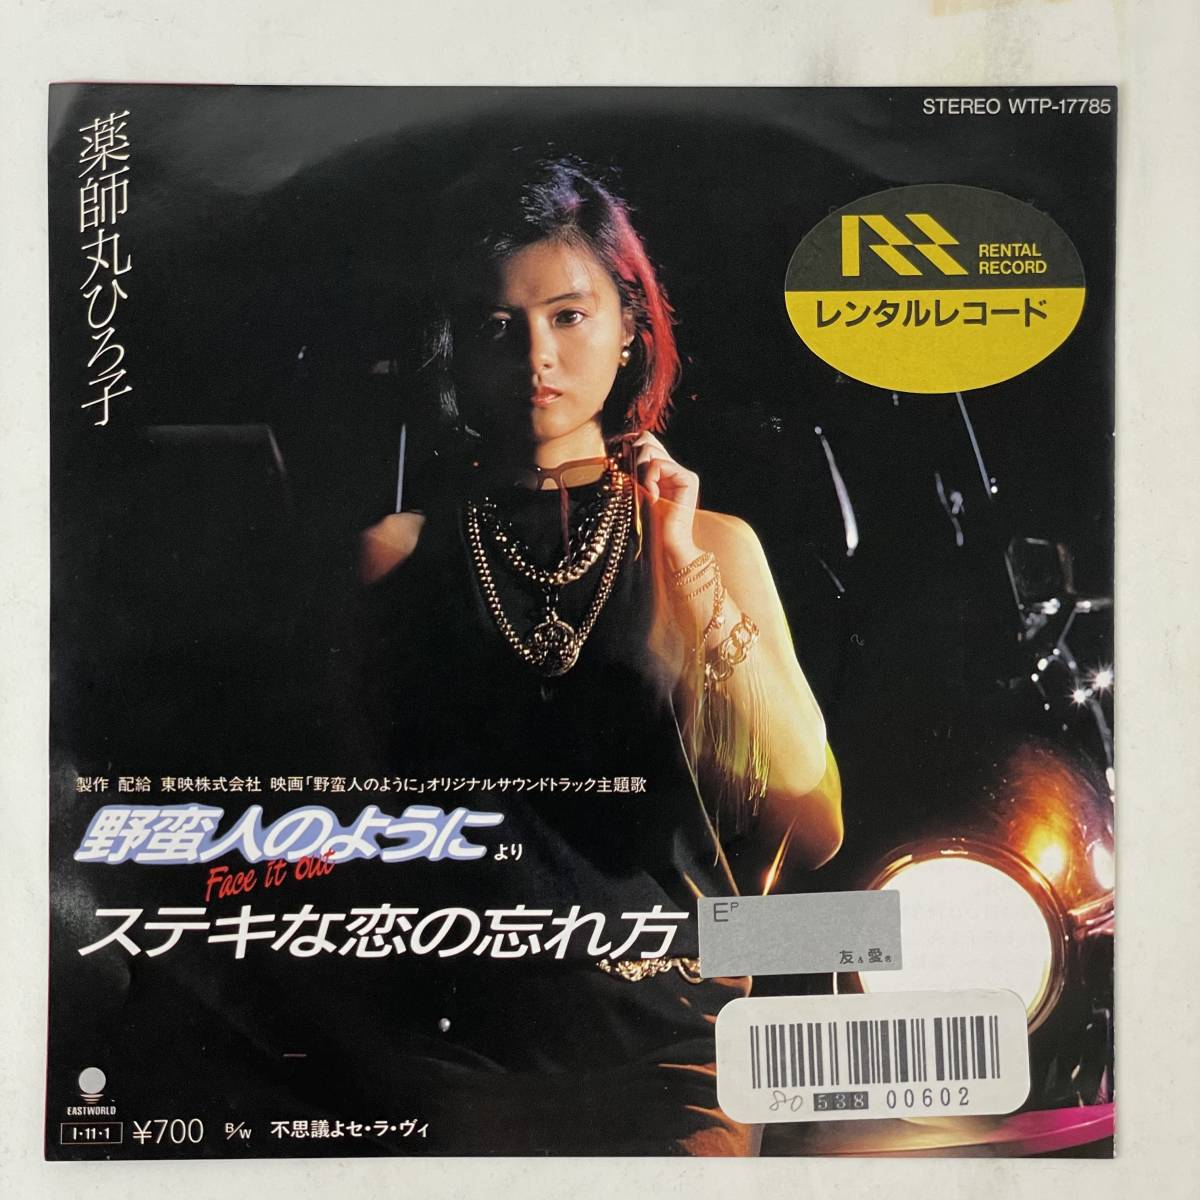 STEREO WTP-17785
薬師丸ひろ子
RENTAL
RECORD
レンタルレコード
製作 配給 東映株式会社 映画「野蛮人のように」オリジナルサウンドトラック主題歌
野蛮人のように より
Face it out
ステキな恋の忘れ方
EP
友&愛
EASTWORLD
I・11・1 ¥700 B/W 不思議よセ・ラ・ヴィ
80 538 00602